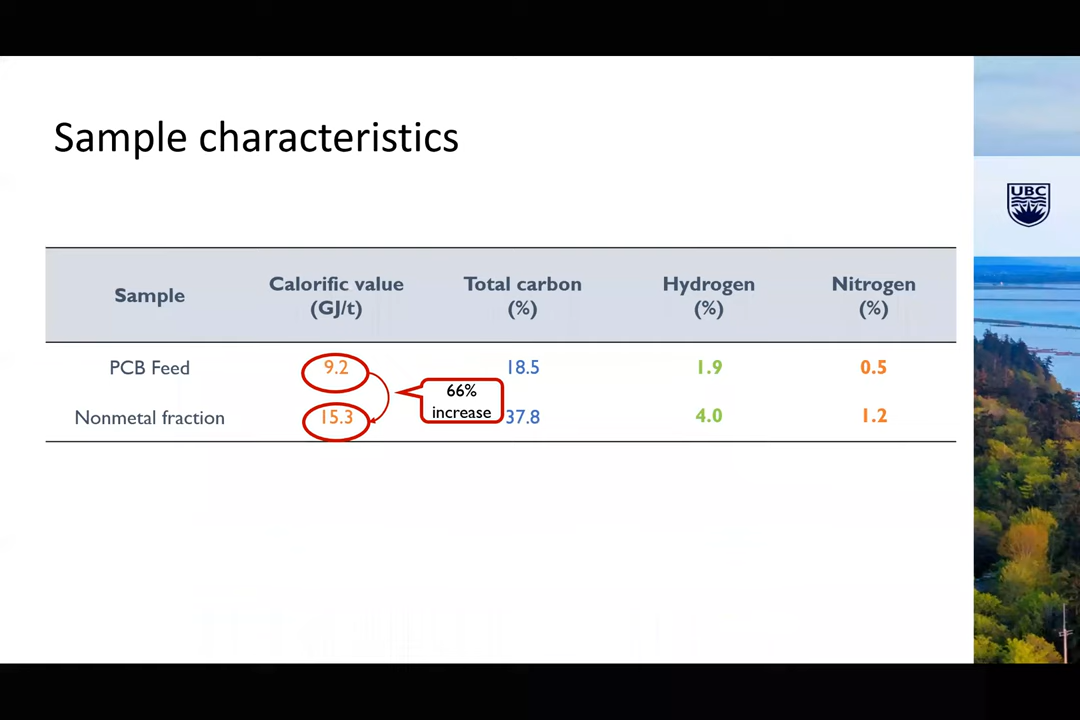 Sample characteristics
UBC
Sample
Calorific value
(GJ/t)
Total carbon
(%)
Hydrogen
(%)
Nitrogen
(%)
PCB Feed
9.2
18.5
1.9
0.5
66%
increase
Nonmetal fraction
15.3
37.8
4.0
1.2